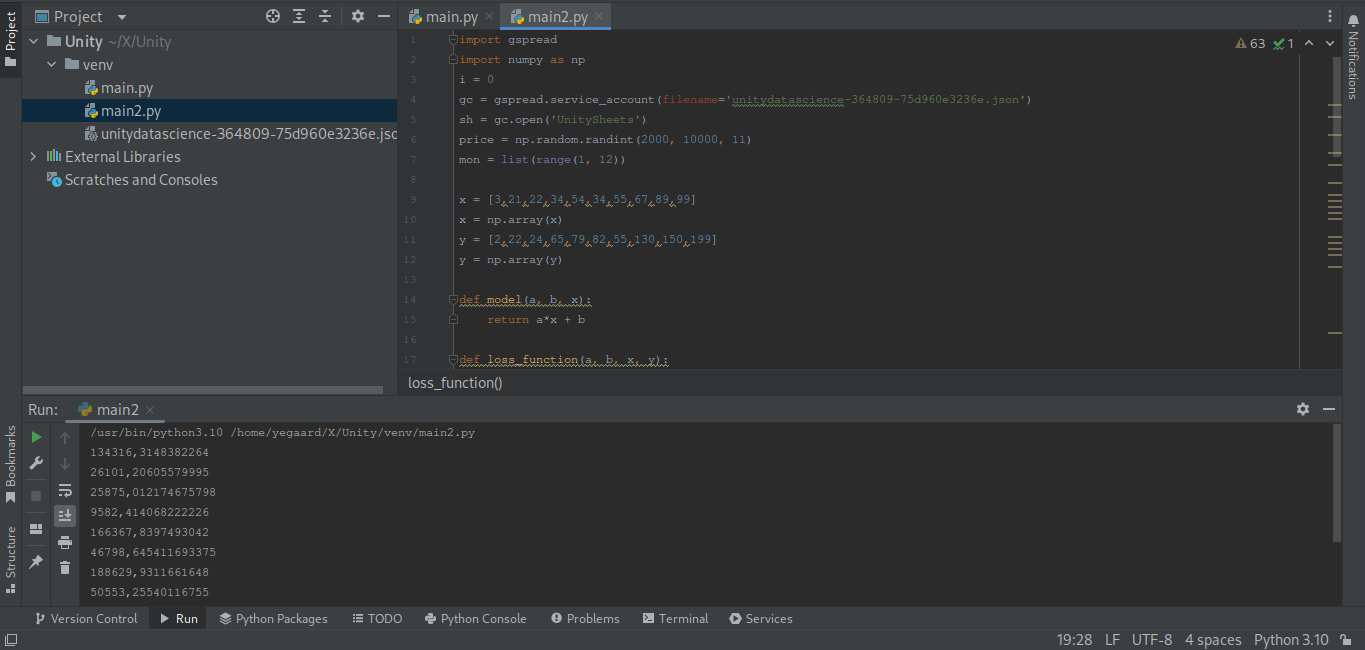 Project
main.py
main2.py
Project
Unity ~/X/Unity
venv
main.py
main2.py
unitydatascience-364809-75d960e3236e.jso
External Libraries
Scratches and Consoles
63 1
Notifications
1 import gspread
2 import numpy as np
3 i = 0
4 gc = gspread.service_account(filename='unitydatascience-364809-75d960e3236e.json')
5 sh = gc.open('UnitySheets')
6 price = np.random.randint(2000, 10000, 11)
7 mon = list(range(1, 12))
8
9 x = [3,21,22,34,54,34,55,67,89,99]
10 x = np.array(x)
11 y = [2,22,24,65,79,82,55,130,150,199]
12 y = np.array(y)
13
14 def model(a, b, x):
15 return a*x + b
16
17 def loss_function(a, b, x, y):
loss_function()
Run: main2
/usr/bin/python3.10 /home/yegaard/X/Unity/venv/main2.py
134316,3148382264
26101,20605579995
25875,012174675798
9582,414068222226
166367,8397493042
46798,645411693375
188629,9311661648
50553,25540116755
Bookmarks
Structure
Version Control Run Python Packages TODO Python Console Problems Terminal Services
19:28 LF UTF-8 4 spaces Python 3.10